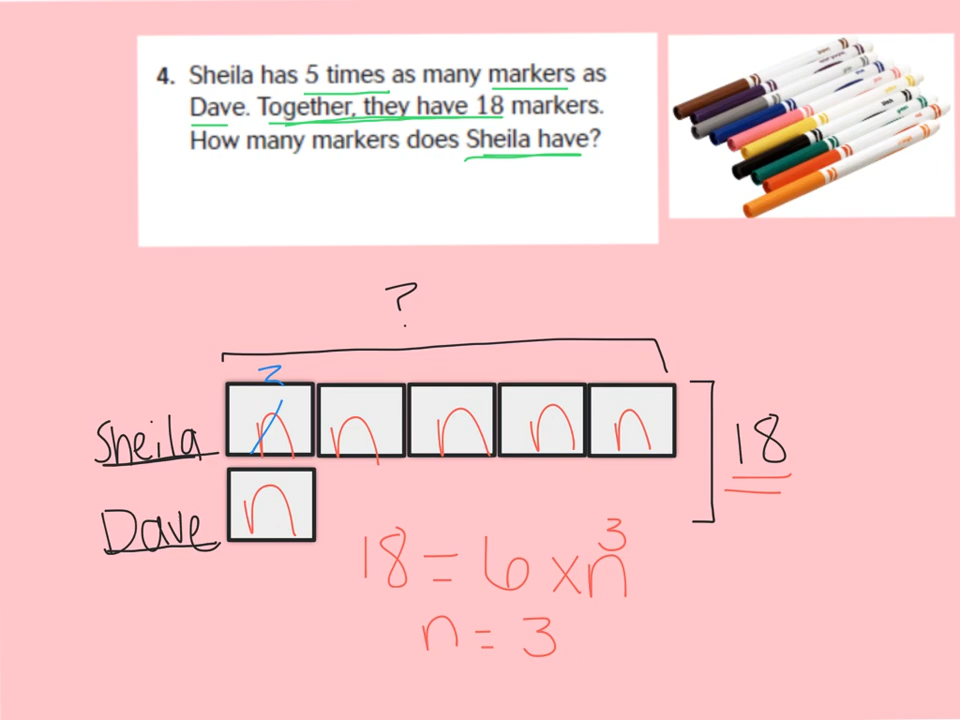 4. Sheila has 5 times as many markers as
Dave. Together, they have 18 markers.
How many markers does Sheila have?
?
3
Sheila n n n n n
18
Dave n
3
18 = 6 x n
n = 3